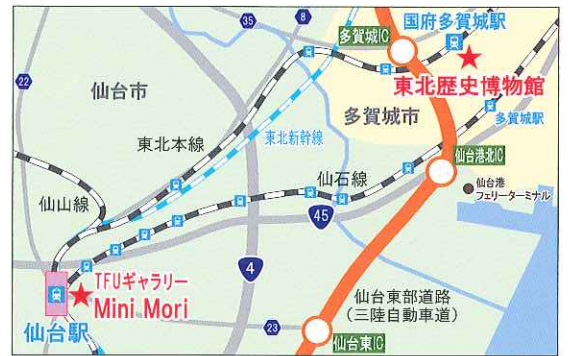 35
8
多賀城IC
国府多賀城駅
東北歴史博物館
22
仙台市
多賀城市
多賀城駅
東北本線
東北新幹線
仙台港北IC
仙石線
仙台港
フェリーターミナル
仙山線
45
4
TFUギャラリー
Mini Mori
仙台駅
仙台東部道路
(三陸自動車道)
23
仙台東IC